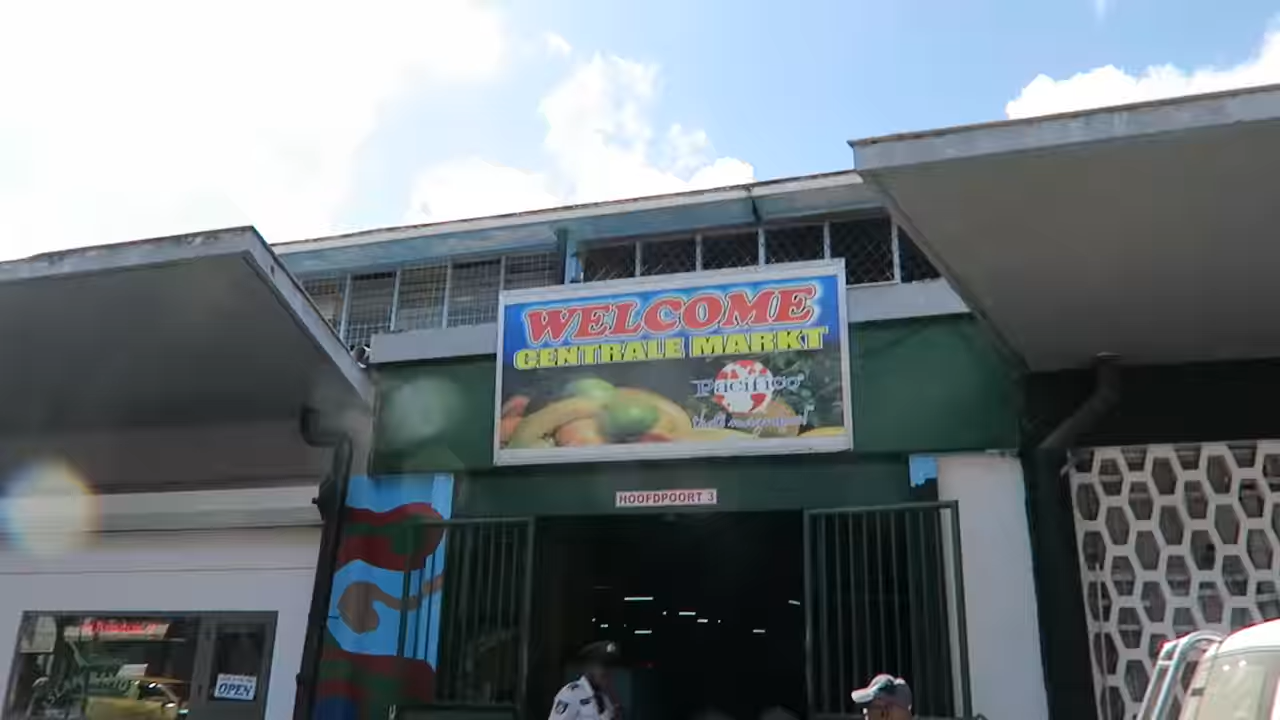 WELCOME
CENTRALE MARKT
Pacifico
HOOFDPOORT 3
OPEN